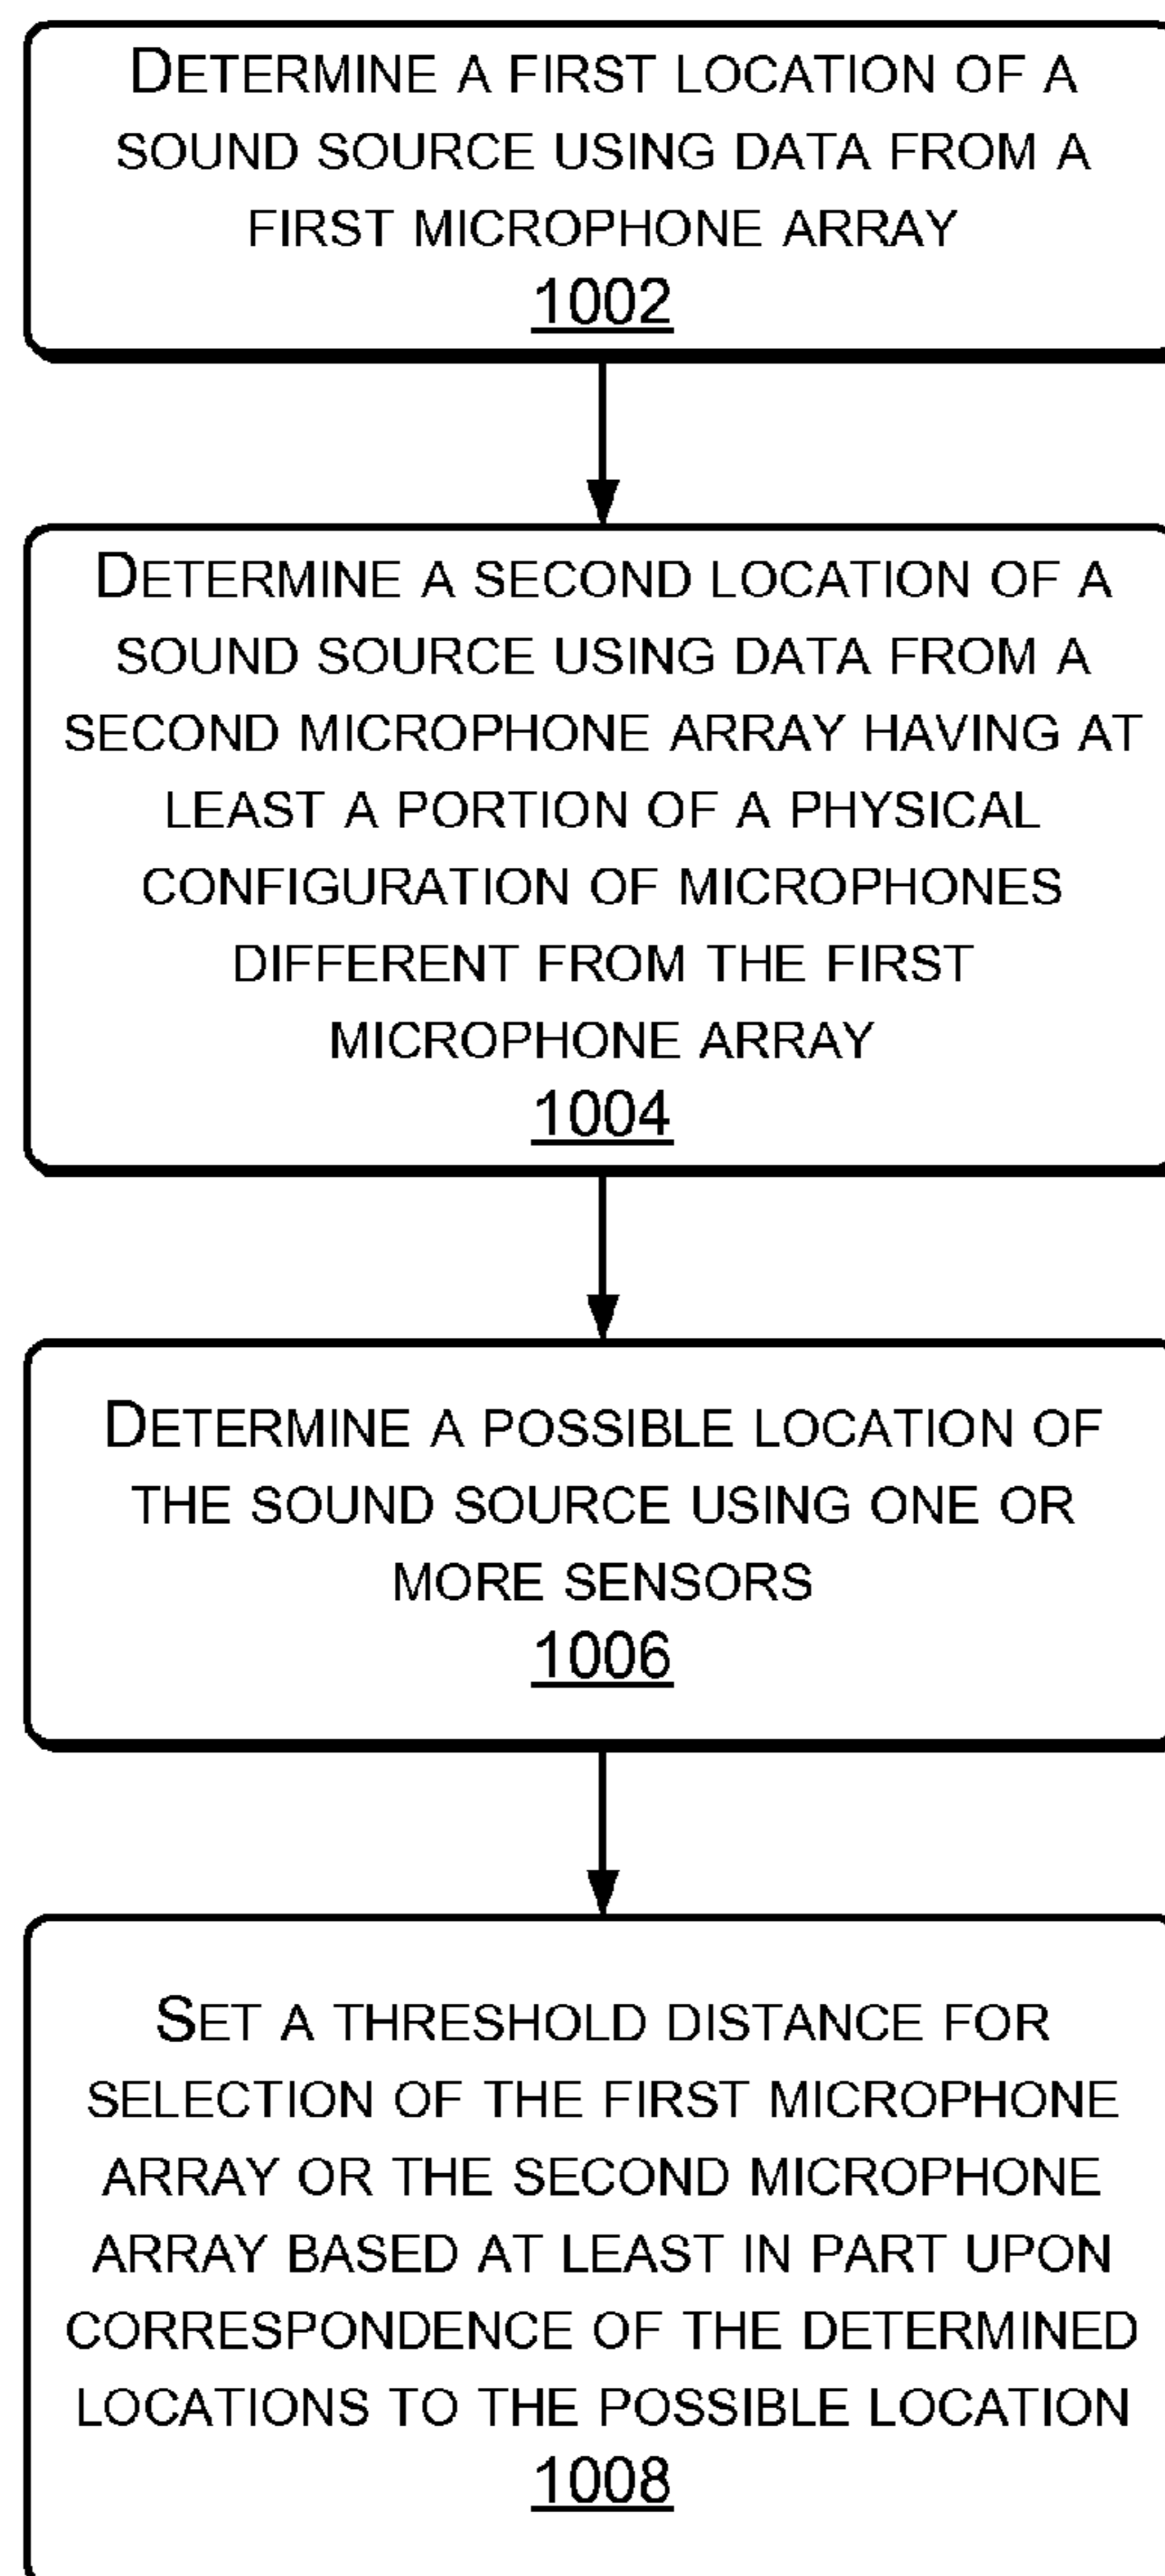 DETERMINE A FIRST LOCATION OF A
SOUND SOURCE USING DATA FROM A
FIRST MICROPHONE ARRAY
1002
DETERMINE A SECOND LOCATION OF A
SOUND SOURCE USING DATA FROM A
SECOND MICROPHONE ARRAY HAVING AT
LEAST A PORTION OF A PHYSICAL
CONFIGURATION OF MICROPHONES
DIFFERENT FROM THE FIRST
MICROPHONE ARRAY
1004
DETERMINE A POSSIBLE LOCATION OF
THE SOUND SOURCE USING ONE OR
MORE SENSORS
1006
SET A THRESHOLD DISTANCE FOR
SELECTION OF THE FIRST MICROPHONE
ARRAY OR THE SECOND MICROPHONE
ARRAY BASED AT LEAST IN PART UPON
CORRESPONDENCE OF THE DETERMINED
LOCATIONS TO THE POSSIBLE LOCATION
1008